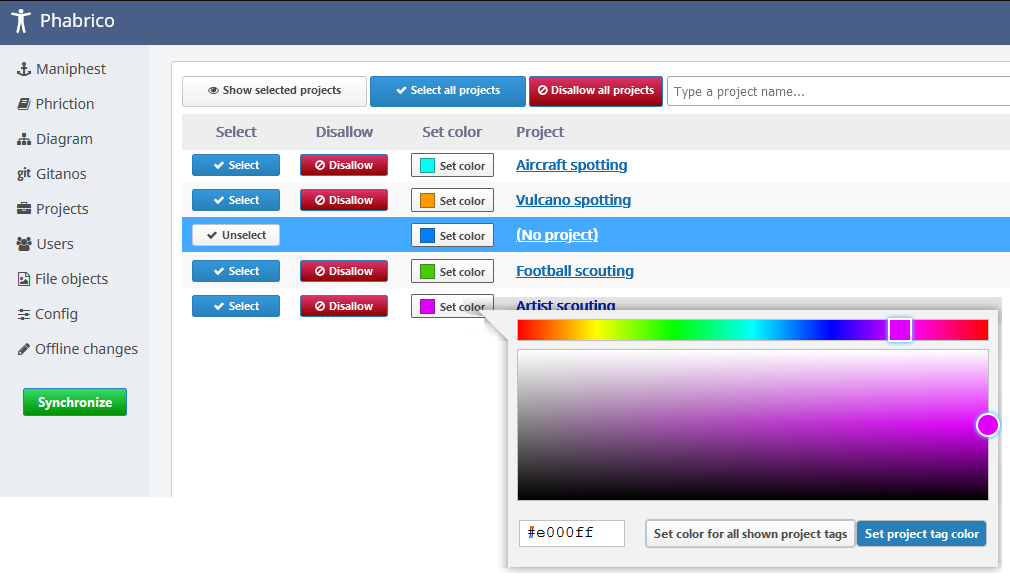 Phabrico
Maniphest
Phriction
Diagram
git Gitanos
Projects
Users
File objects
Config
Offline changes
Synchronize
Show selected projects Select all projects Disallow all projects Type a project name...
Select Disallow Set color Project
Select Disallow Set color Aircraft spotting
Select Disallow Set color Vulcano spotting
Unselect Set color (No project)
Select Disallow Set color Football scouting
Select Disallow Set color Artist scouting
#e000ff Set color for all shown project tags Set project tag color